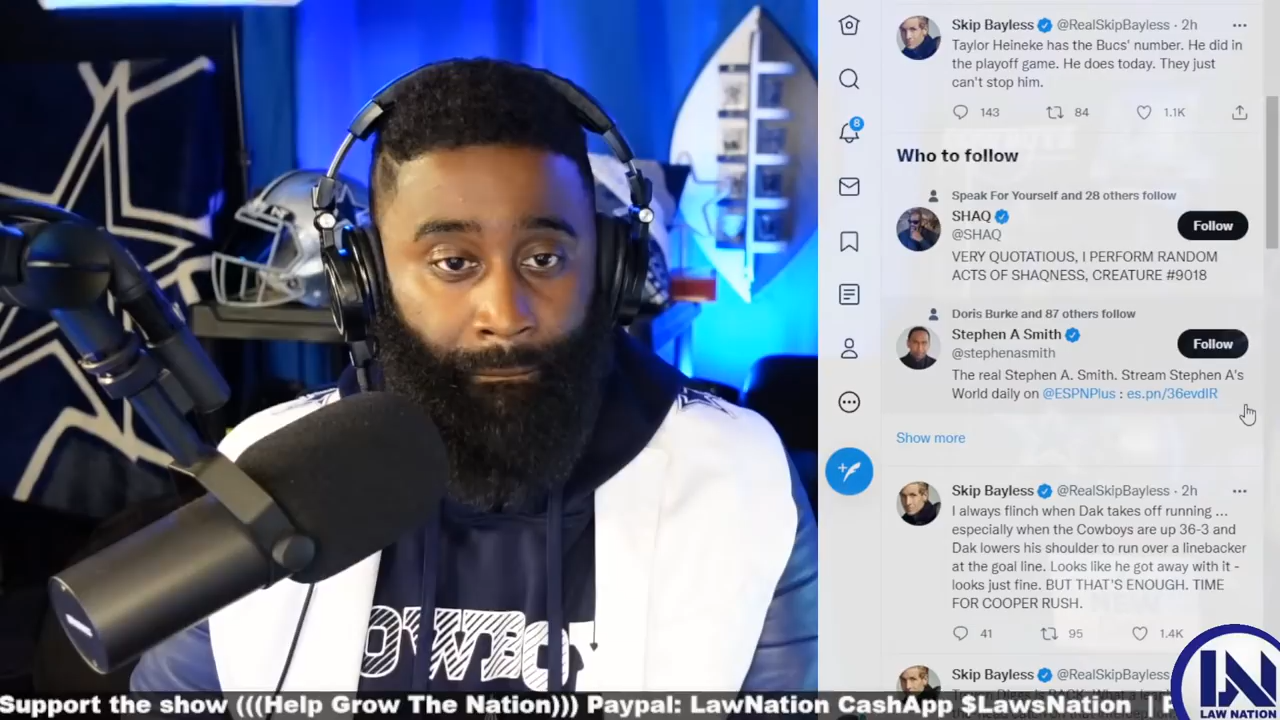 Skip Bayless @RealSkipBayless · 2h
Taylor Heineke has the Bucs' number. He did in
the playoff game. He does today. They just
can't stop him.
143 84 1.1K
8
Who to follow
Speak For Yourself and 28 others follow
SHAQ
@SHAQ
Follow
VERY QUOTATIOUS, I PERFORM RANDOM
ACTS OF SHAQNESS, CREATURE #9018
Doris Burke and 87 others follow
Stephen A Smith
@stephenasmith
Follow
The real Stephen A. Smith. Stream Stephen A's
World daily on @ESPNPlus : es.pn/36evdIR
Show more
Skip Bayless @RealSkipBayless · 2h
I always flinch when Dak takes off running ...
especially when the Cowboys are up 36-3 and
Dak lowers his shoulder to run over a linebacker
at the goal line. Looks like he got away with it -
looks just fine. BUT THAT'S ENOUGH. TIME
FOR COOPER RUSH.
41 95 1.4K
Skip Bayless @RealSkipBayless
OWBOY
LN
LAW NATION
Support the show (((Help Grow The Nation))) Paypal: LawNation CashApp $LawsNation |